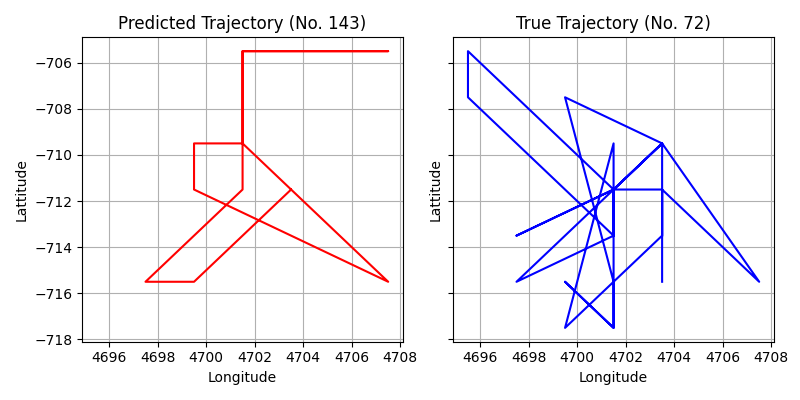 Predicted Trajectory (No. 143)
True Trajectory (No. 72)
Lattitude
−706
−708
−710
−712
−714
−716
−718
4696 4698 4700 4702 4704 4706 4708
Longitude
Lattitude
4696 4698 4700 4702 4704 4706 4708
Longitude